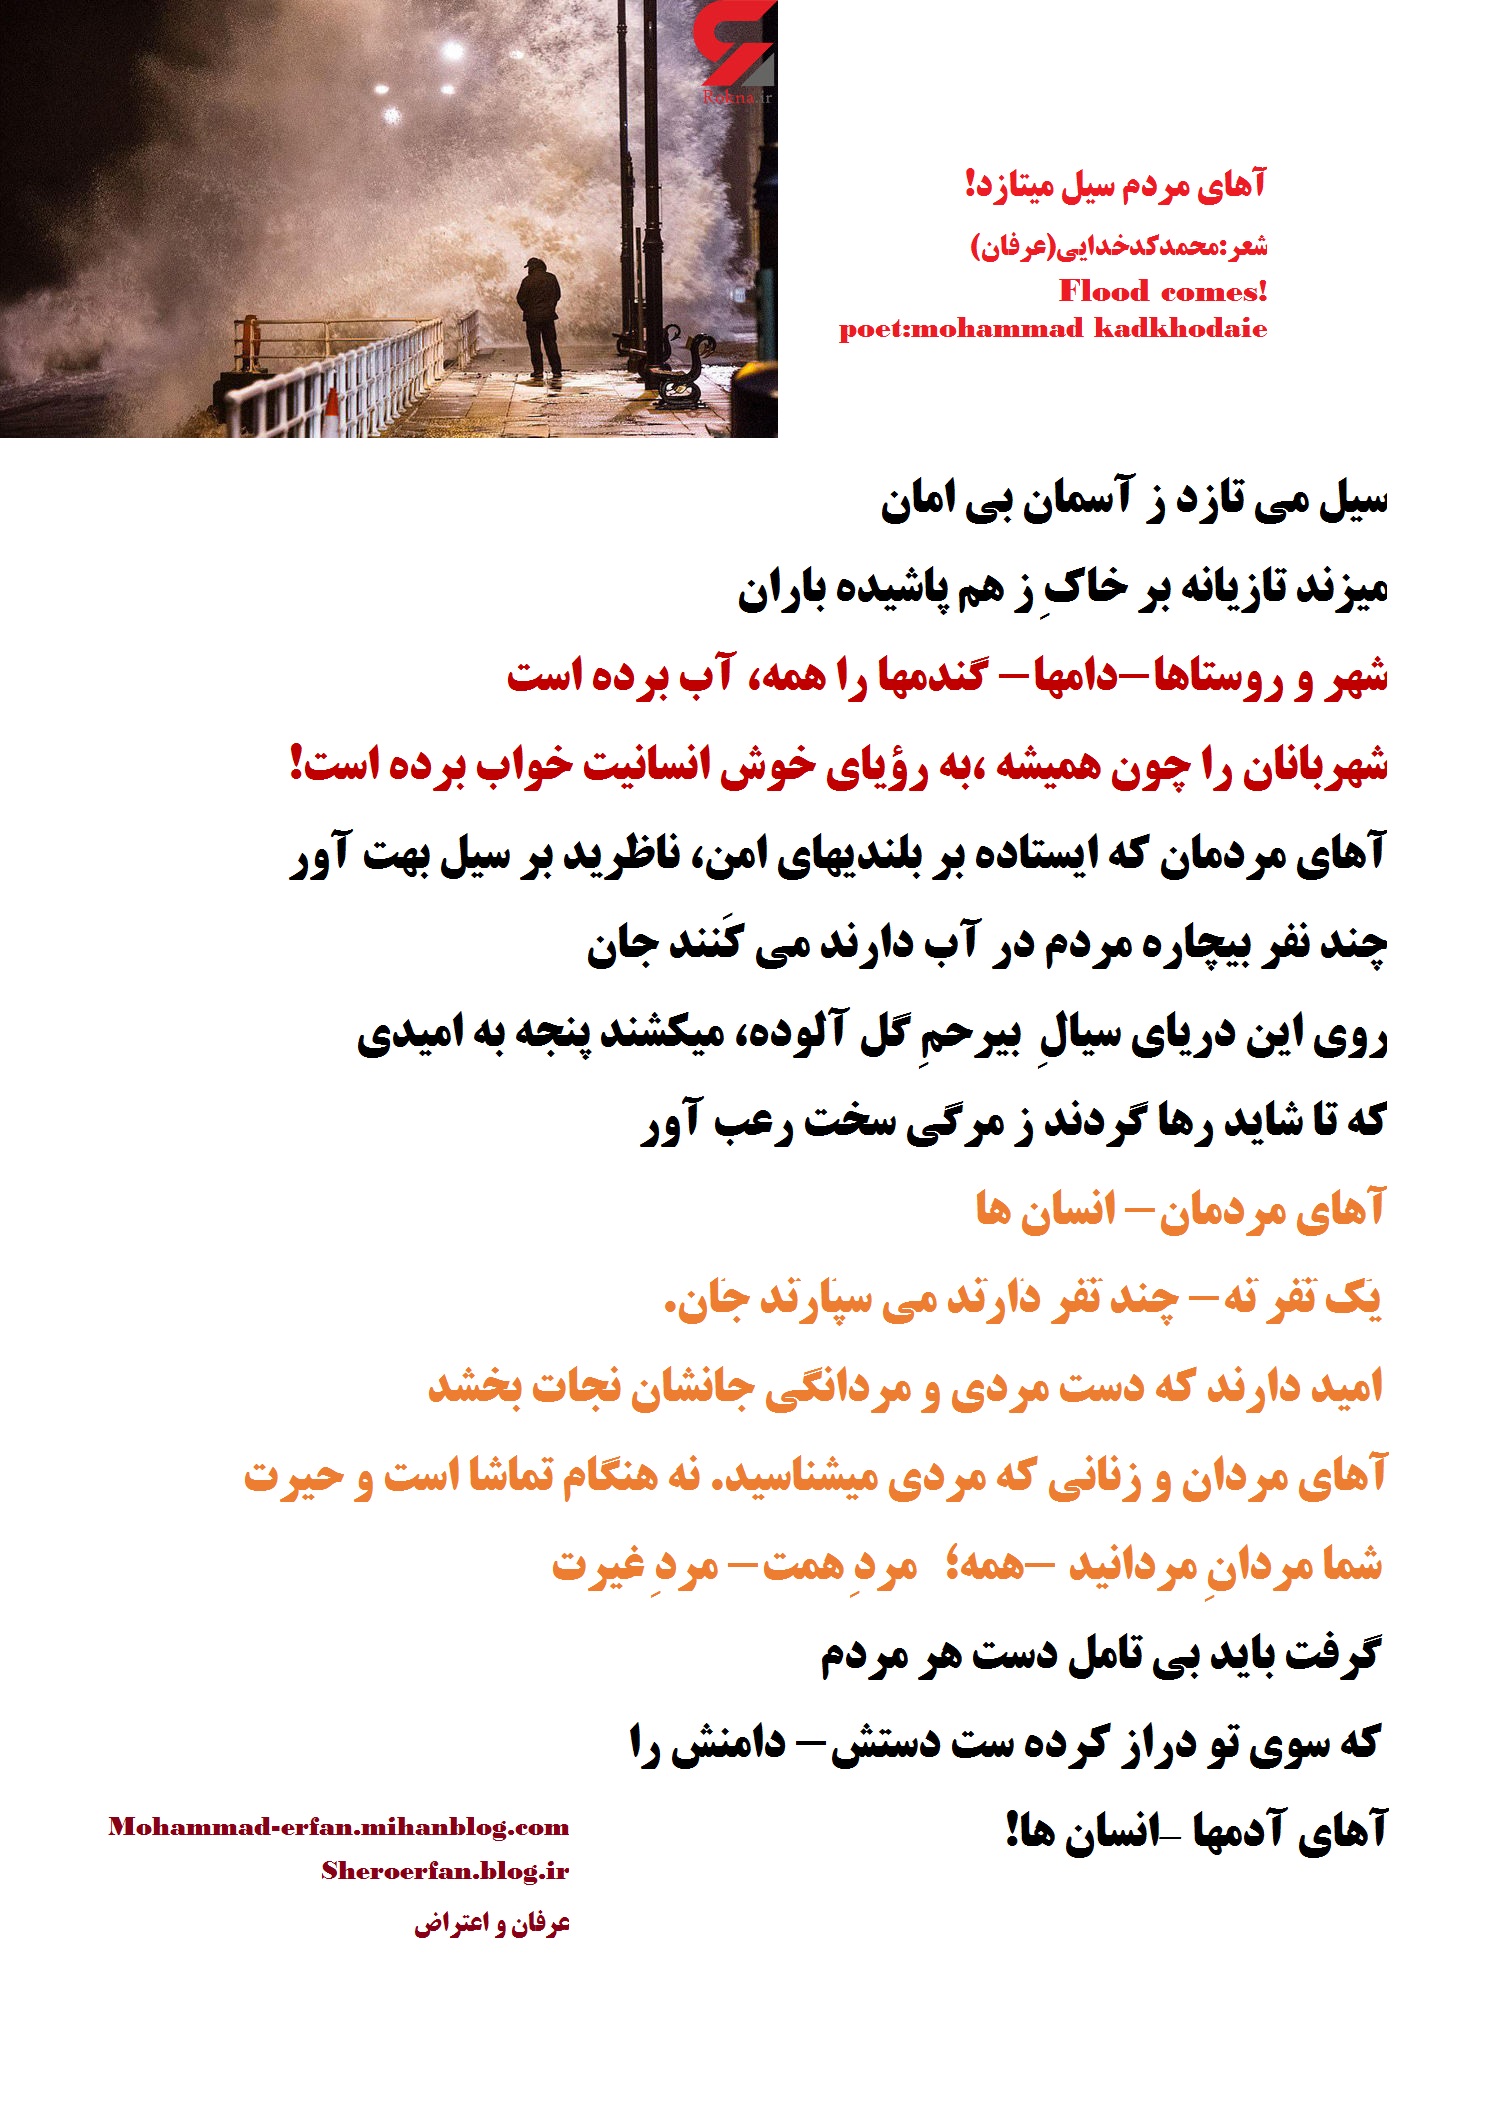 Rokna.ir
آهای مردم سیل میتازد!
شعر:محمدکدخدایی(عرفان)
Flood comes!
poet:mohammad kadkhodaie
سیل می تازد ز آسمان بی امان
میزند تازیانه بر خاکِ ز هم پاشیده باران
شهر و روستاها–دامها– گندمها را همه، آب برده است
شهربانان را چون همیشه ،به رؤیای خوش انسانیت خواب برده است!
آهای مردمان که ایستاده بر بلندیهای امن، ناظرید بر سیل بهت آور
چند نفر بیچاره مردم در آب دارند می کَنند جان
روی این دریای سیالِ بیرحمِ گل آلوده، میکشند پنجه به امیدی
که تا شاید رها گردند ز مرگی سخت رعب آور
آهای مردمان– انسان ها
یک نفر نه– چند نفر دارند می سپارند جان.
امید دارند که دست مردی و مردانگی جانشان نجات بخشد
آهای مردان و زنانی که مردی میشناسید. نه هنگام تماشا است و حیرت
شما مردانِ مردانید –همه؛ مردِ همت– مردِ غیرت
گرفت باید بی تامل دست هر مردم
که سوی تو دراز کرده ست دستش– دامنش را
آهای آدمها –انسان ها!
Mohammad-erfan.mihanblog.com
Sheroerfan.blog.ir
عرفان و اعتراض